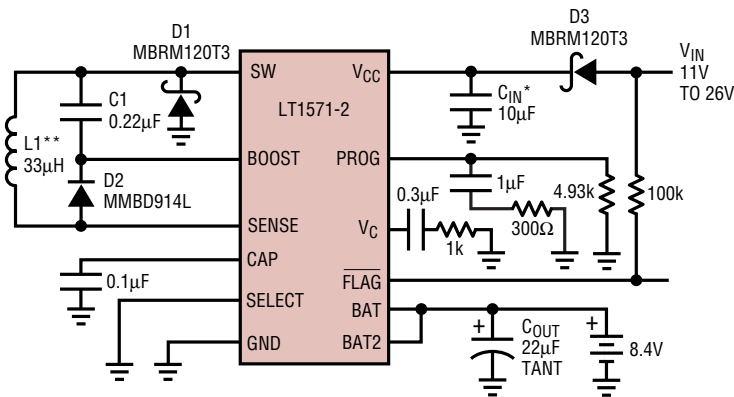 D1
MBRM120T3
D3
MBRM120T3
V_IN
11V
TO 26V
SW
V_CC
LT1571-2
C1
0.22µF
C_IN*
10µF
L1**
33µH
BOOST
PROG
D2
MMBD914L
1µF
4.93k
100k
0.3µF
300Ω
SENSE
V_C
1k
CAP
0.1µF
FLAG
SELECT
BAT
GND
BAT2
+
C_OUT
22µF
TANT
+
8.4V